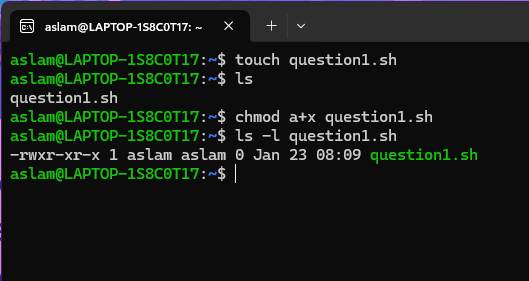 aslam@LAPTOP-1S8C0T17: ~
aslam@LAPTOP-1S8C0T17:~$ touch question1.sh
aslam@LAPTOP-1S8C0T17:~$ ls
question1.sh
aslam@LAPTOP-1S8C0T17:~$ chmod a+x question1.sh
aslam@LAPTOP-1S8C0T17:~$ ls -l question1.sh
-rwxr-xr-x 1 aslam aslam 0 Jan 23 08:09 question1.sh
aslam@LAPTOP-1S8C0T17:~$